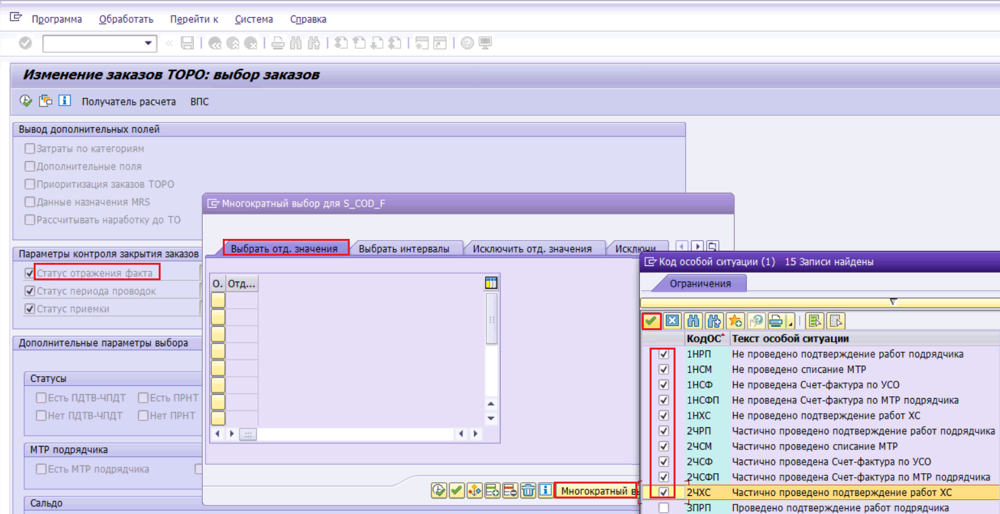 Программа Обработать Перейти к Система Справка
Изменение заказов ТОРО: выбор заказов
Получатель расчета ВПС
Вывод дополнительных полей
Затраты по категориям
Дополнительные поля
Приоритизация заказов ТОРО
Данные назначения MRS
Рассчитывать наработку до ТО
Параметры контроля закрытия заказов
Статус отражения факта
Статус периода проводок
Статус приемки
Дополнительные параметры выбора
Статусы
Есть ПДТВ-ЧПДТ Есть ПРНТ
Нет ПДТВ-ЧПДТ Нет ПРНТ
МТР подрядчика
Есть МТР подрядчика
Сальдо
Многократный выбор для S_COD_F
Выбрать отд. значения Выбрать интервалы Исключить отд. значения Исключи
О. Отд...
Многократный вы
Код особой ситуации (1) 15 Записи найдены
Ограничения
КодОС Текст особой ситуации
1НРП Не проведено подтверждение работ подрядчика
1НСМ Не проведено списание МТР
1НСФ Не проведена Счет-фактура по УСО
1НСФП Не проведена Счет-фактура по МТР подрядчика
1НХС Не проведено подтверждение работ ХС
2ЧРП Частично проведено подтверждение работ подрядчика
2ЧСМ Частично проведено списание МТР
2ЧСФ Частично проведена Счет-фактура по УСО
2ЧСФП Частично проведена Счет-фактура по МТР подрядчика
2ЧХС Частично проведено подтверждение работ ХС
3ПРП Проведено подтверждение работ подрядчика